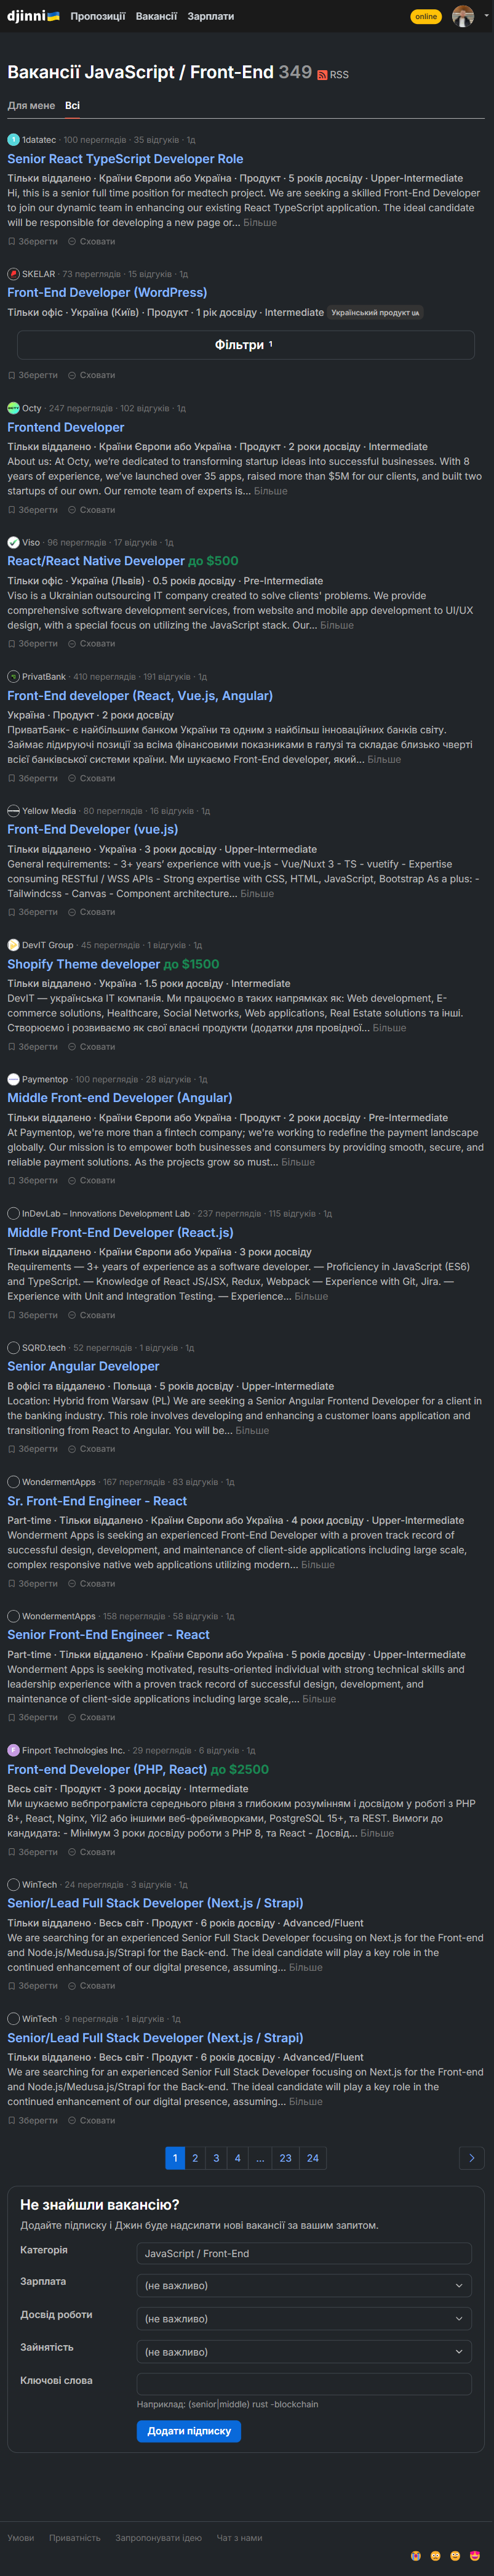 djinni Пропозиції Вакансії Зарплати online
Вакансії JavaScript / Front-End 349 RSS
Для мене Всі
1datatec · 100 переглядів · 35 відгуків · 1д
Senior React TypeScript Developer Role
Тільки віддалено · Країни Європи або Україна · Продукт · 5 років досвіду · Upper-Intermediate
Hi, this is a senior full time position for medtech project. We are seeking a skilled Front-End Developer
to join our dynamic team in enhancing our existing React TypeScript application. The ideal candidate
will be responsible for developing a new page or... Більше
Зберегти Сховати
SKELAR · 73 переглядів · 15 відгуків · 1д
Front-End Developer (WordPress)
Тільки офіс · Україна (Київ) · Продукт · 1 рік досвіду · Intermediate Український продукт
Фільтри 1
Зберегти Сховати
Octy · 247 переглядів · 102 відгуків · 1д
Frontend Developer
Тільки віддалено · Країни Європи або Україна · Продукт · 2 роки досвіду · Intermediate
About us: At Octy, we’re dedicated to transforming startup ideas into successful businesses. With 8
years of experience, we’ve launched over 35 apps, raised more than $5M for our clients, and built two
startups of our own. Our remote team of experts is... Більше
Зберегти Сховати
Viso · 96 переглядів · 17 відгуків · 1д
React/React Native Developer до $500
Тільки офіс · Україна (Львів) · 0.5 років досвіду · Pre-Intermediate
Viso is a Ukrainian outsourcing IT company created to solve clients' problems. We provide
comprehensive software development services, from website and mobile app development to UI/UX
design, with a special focus on utilizing the JavaScript stack. Our... Більше
Зберегти Сховати
PrivatBank · 410 переглядів · 191 відгуків · 1д
Front-End developer (React, Vue.js, Angular)
Україна · Продукт · 2 роки досвіду
ПриватБанк- є найбільшим банком України та одним з найбільш інноваційних банків світу.
Займає лідируючі позиції за всіма фінансовими показниками в галузі та складає близько чверті
всієї банківської системи країни. Ми шукаємо Front-End developer, який... Більше
Зберегти Сховати
Yellow Media · 80 переглядів · 16 відгуків · 1д
Front-End Developer (vue.js)
Тільки віддалено · Україна · 3 роки досвіду · Upper-Intermediate
General requirements: - 3+ years' experience with vue.js - Vue/Nuxt 3 - TS - vuetify - Expertise
consuming RESTful / WSS APIs - Strong expertise with CSS, HTML, JavaScript, Bootstrap As a plus: -
Tailwindcss - Canvas - Component architecture... Більше
Зберегти Сховати
DevIT Group · 45 переглядів · 1 відгуків · 1д
Shopify Theme developer до $1500
Тільки віддалено · Україна · 1.5 роки досвіду · Intermediate
DevIT — українська IT компанія. Ми працюємо в таких напрямках як: Web development, E-
commerce solutions, Healthcare, Social Networks, Web applications, Real Estate solutions та інші.
Створюємо і розвиваємо як свої власні продукти (додатки для провідної... Більше
Зберегти Сховати
Paymentop · 100 переглядів · 28 відгуків · 1д
Middle Front-end Developer (Angular)
Тільки віддалено · Країни Європи або Україна · Продукт · 2 роки досвіду · Pre-Intermediate
At Paymentop, we're more than a fintech company; we're working to redefine the payment landscape
globally. Our mission is to empower both businesses and consumers by providing smooth, secure, and
reliable payment solutions. As the projects grow so must... Більше
Зберегти Сховати
InDevLab – Innovations Development Lab · 237 переглядів · 115 відгуків · 1д
Middle Front-End Developer (React.js)
Тільки віддалено · Країни Європи або Україна · 3 роки досвіду
Requirements — 3+ years of experience as a software developer. — Proficiency in JavaScript (ES6)
and TypeScript. — Knowledge of React JS/JSX, Redux, Webpack — Experience with Git, Jira. —
Experience with Unit and Integration Testing. — Experience... Більше
Зберегти Сховати
SQRD.tech · 52 переглядів · 1 відгуків · 1д
Senior Angular Developer
В офісі та віддалено · Польща · 5 років досвіду · Upper-Intermediate
Location: Hybrid from Warsaw (PL) We are seeking a Senior Angular Frontend Developer for a client in
the banking industry. This role involves developing and enhancing a customer loans application and
transitioning from React to Angular. You will be... Більше
Зберегти Сховати
WondermentApps · 167 переглядів · 83 відгуків · 1д
Sr. Front-End Engineer - React
Part-time · Тільки віддалено · Країни Європи або Україна · 4 роки досвіду · Upper-Intermediate
Wonderment Apps is seeking an experienced Front-End Developer with a proven track record of
successful design, development, and maintenance of client-side applications including large scale,
complex responsive native web applications utilizing modern... Більше
Зберегти Сховати
WondermentApps · 158 переглядів · 58 відгуків · 1д
Senior Front-End Engineer - React
Part-time · Тільки віддалено · Країни Європи або Україна · 5 років досвіду · Upper-Intermediate
Wonderment Apps is seeking motivated, results-oriented individual with strong technical skills and
leadership experience with a proven track record of successful design, development, and
maintenance of client-side applications including large scale,... Більше
Зберегти Сховати
Finport Technologies Inc. · 29 переглядів · 6 відгуків · 1д
Front-end Developer (PHP, React) до $2500
Весь світ · Продукт · 3 роки досвіду · Intermediate
Ми шукаємо вебпрограміста середнього рівня з глибоким розумінням і досвідом у роботі з PHP
8+, React, Nginx, Yii2 або іншими веб-фреймворками, PostgreSQL 15+, та REST. Вимоги до
кандидата: - Мінімум 3 роки досвіду роботи з PHP 8, та React - Досвід... Більше
Зберегти Сховати
WinTech · 24 переглядів · 3 відгуків · 1д
Senior/Lead Full Stack Developer (Next.js / Strapi)
Тільки віддалено · Весь світ · Продукт · 6 років досвіду · Advanced/Fluent
We are searching for an experienced Senior Full Stack Developer focusing on Next.js for the Front-end
and Node.js/Medusa.js/Strapi for the Back-end. The ideal candidate will play a key role in the
continued enhancement of our digital presence, assuming... Більше
Зберегти Сховати
WinTech · 9 переглядів · 1 відгуків · 1д
Senior/Lead Full Stack Developer (Next.js / Strapi)
Тільки віддалено · Весь світ · Продукт · 6 років досвіду · Advanced/Fluent
We are searching for an experienced Senior Full Stack Developer focusing on Next.js for the Front-end
and Node.js/Medusa.js/Strapi for the Back-end. The ideal candidate will play a key role in the
continued enhancement of our digital presence, assuming... Більше
Зберегти Сховати
1 2 3 4 ... 23 24
Не знайшли вакансію?
Додайте підписку і Джин буде надсилати нові вакансії за вашим запитом.
Категорія JavaScript / Front-End
Зарплата (не важливо)
Досвід роботи (не важливо)
Зайнятість (не важливо)
Ключові слова
Наприклад: (senior|middle) rust -blockchain
Додати підписку
Умови Приватність Запропонувати ідею Чат з нами